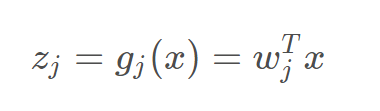 $z_j = g_j(x) = w_j^T x$